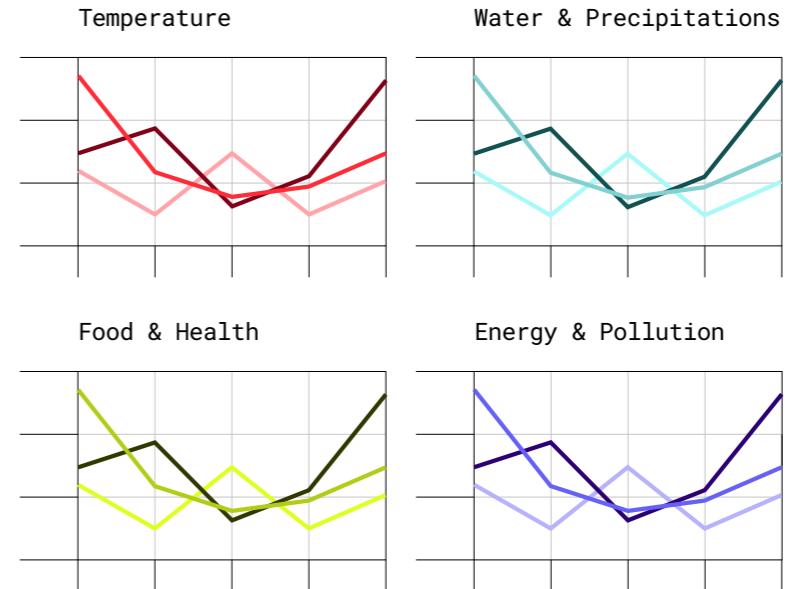 Temperature
Water & Precipitations
Food & Health
Energy & Pollution